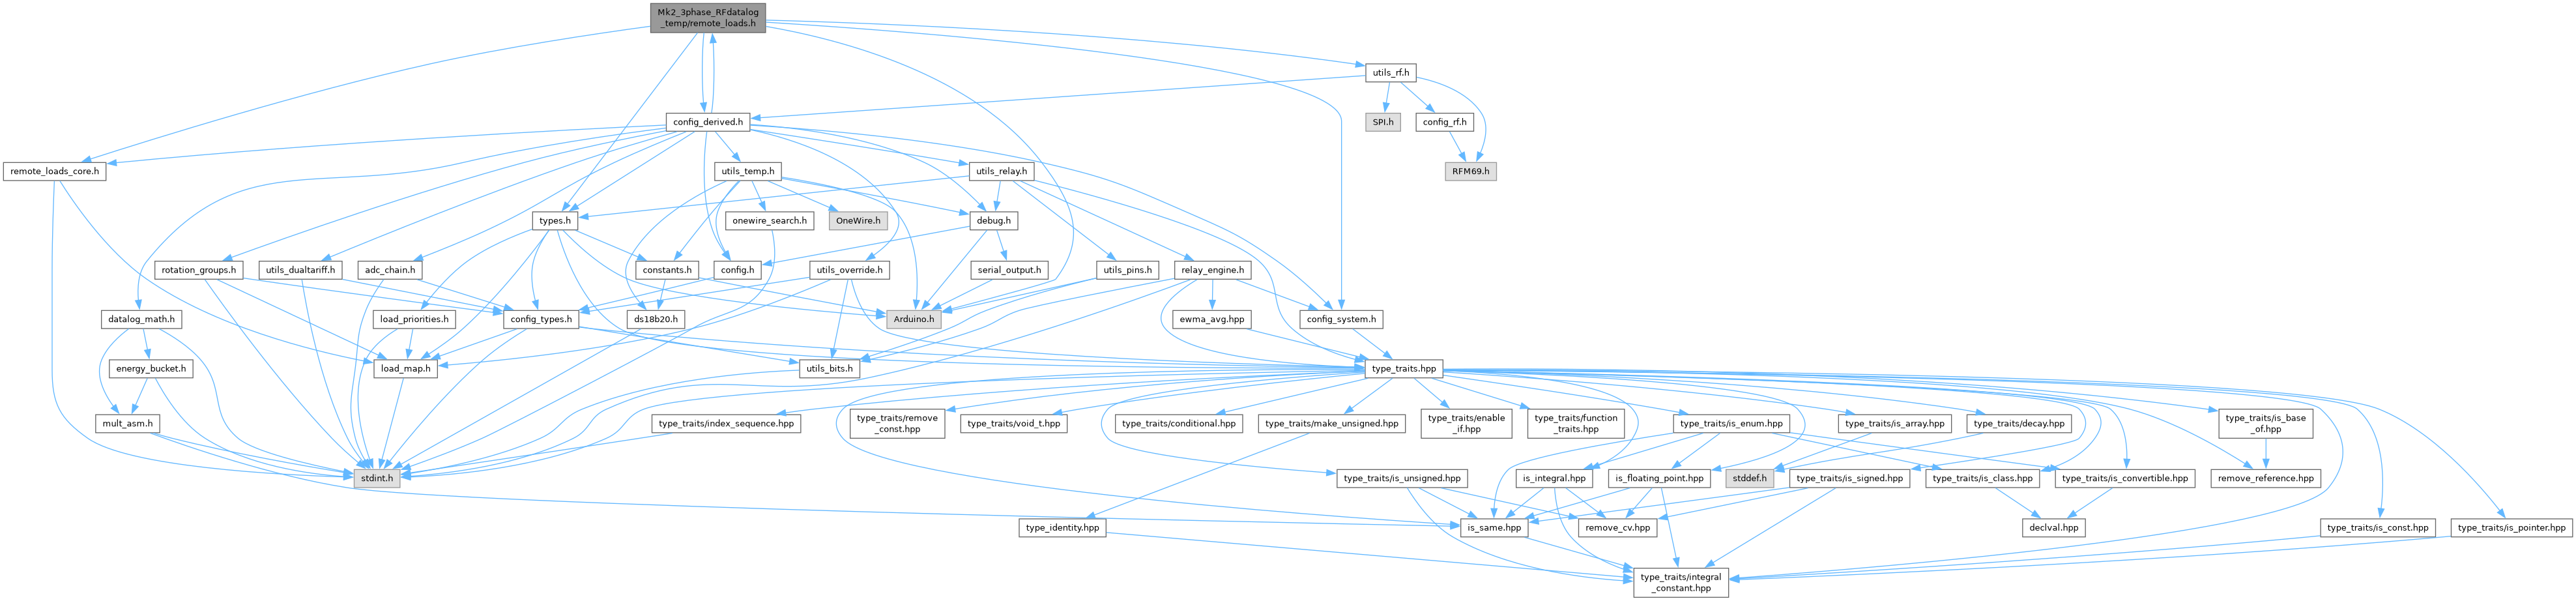 Mk2_3phase_RFdatalog
_temp/remote_loads.h
utils_rf.h
config_derived.h
SPI.h
config_rf.h
remote_loads_core.h
utils_temp.h
utils_relay.h
RFM69.h
types.h
onewire_search.h
OneWire.h
debug.h
rotation_groups.h
utils_dualtariff.h
adc_chain.h
constants.h
config.h
utils_override.h
serial_output.h
utils_pins.h
relay_engine.h
datalog_math.h
load_priorities.h
config_types.h
ds18b20.h
Arduino.h
ewma_avg.hpp
config_system.h
energy_bucket.h
load_map.h
utils_bits.h
type_traits.hpp
mult_asm.h
type_traits/index_sequence.hpp
type_traits/remove
_const.hpp
type_traits/void_t.hpp
type_traits/conditional.hpp
type_traits/make_unsigned.hpp
type_traits/enable
_if.hpp
type_traits/function
_traits.hpp
type_traits/is_enum.hpp
type_traits/is_array.hpp
type_traits/decay.hpp
type_traits/is_base
_of.hpp
stdint.h
type_traits/is_unsigned.hpp
is_integral.hpp
is_floating_point.hpp
stddef.h
type_traits/is_signed.hpp
type_traits/is_class.hpp
type_traits/is_convertible.hpp
remove_reference.hpp
type_identity.hpp
is_same.hpp
remove_cv.hpp
declval.hpp
type_traits/is_const.hpp
type_traits/is_pointer.hpp
type_traits/integral
_constant.hpp